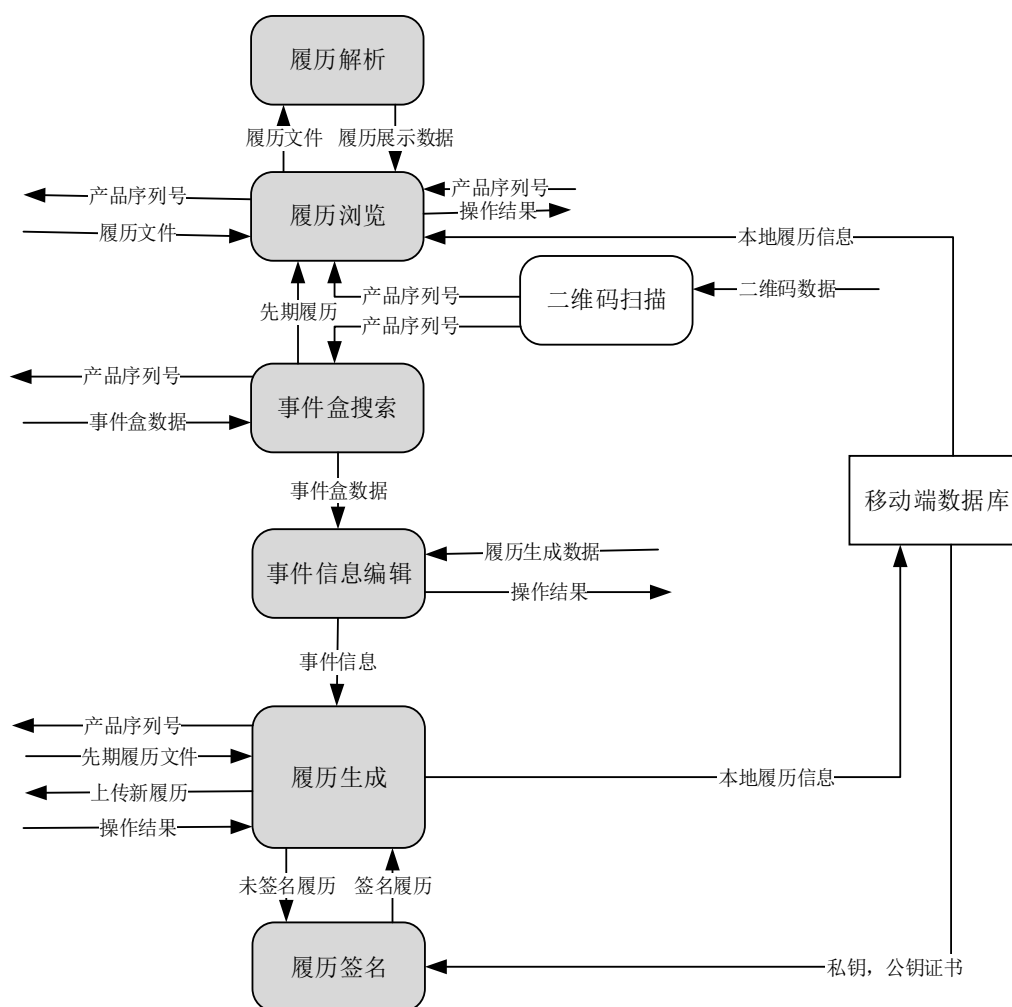 履历解析
履历文件
履历展示数据
产品序列号
产品序列号
履历浏览
操作结果
履历文件
本地履历信息
二维码扫描
二维码数据
产品序列号
先期履历
产品序列号
产品序列号
事件盒搜索
事件盒数据
事件盒数据
移动端数据库
履历生成数据
事件信息编辑
操作结果
事件信息
产品序列号
先期履历文件
履历生成
本地履历信息
上传新履历
操作结果
未签名履历
签名履历
履历签名
私钥，公钥证书